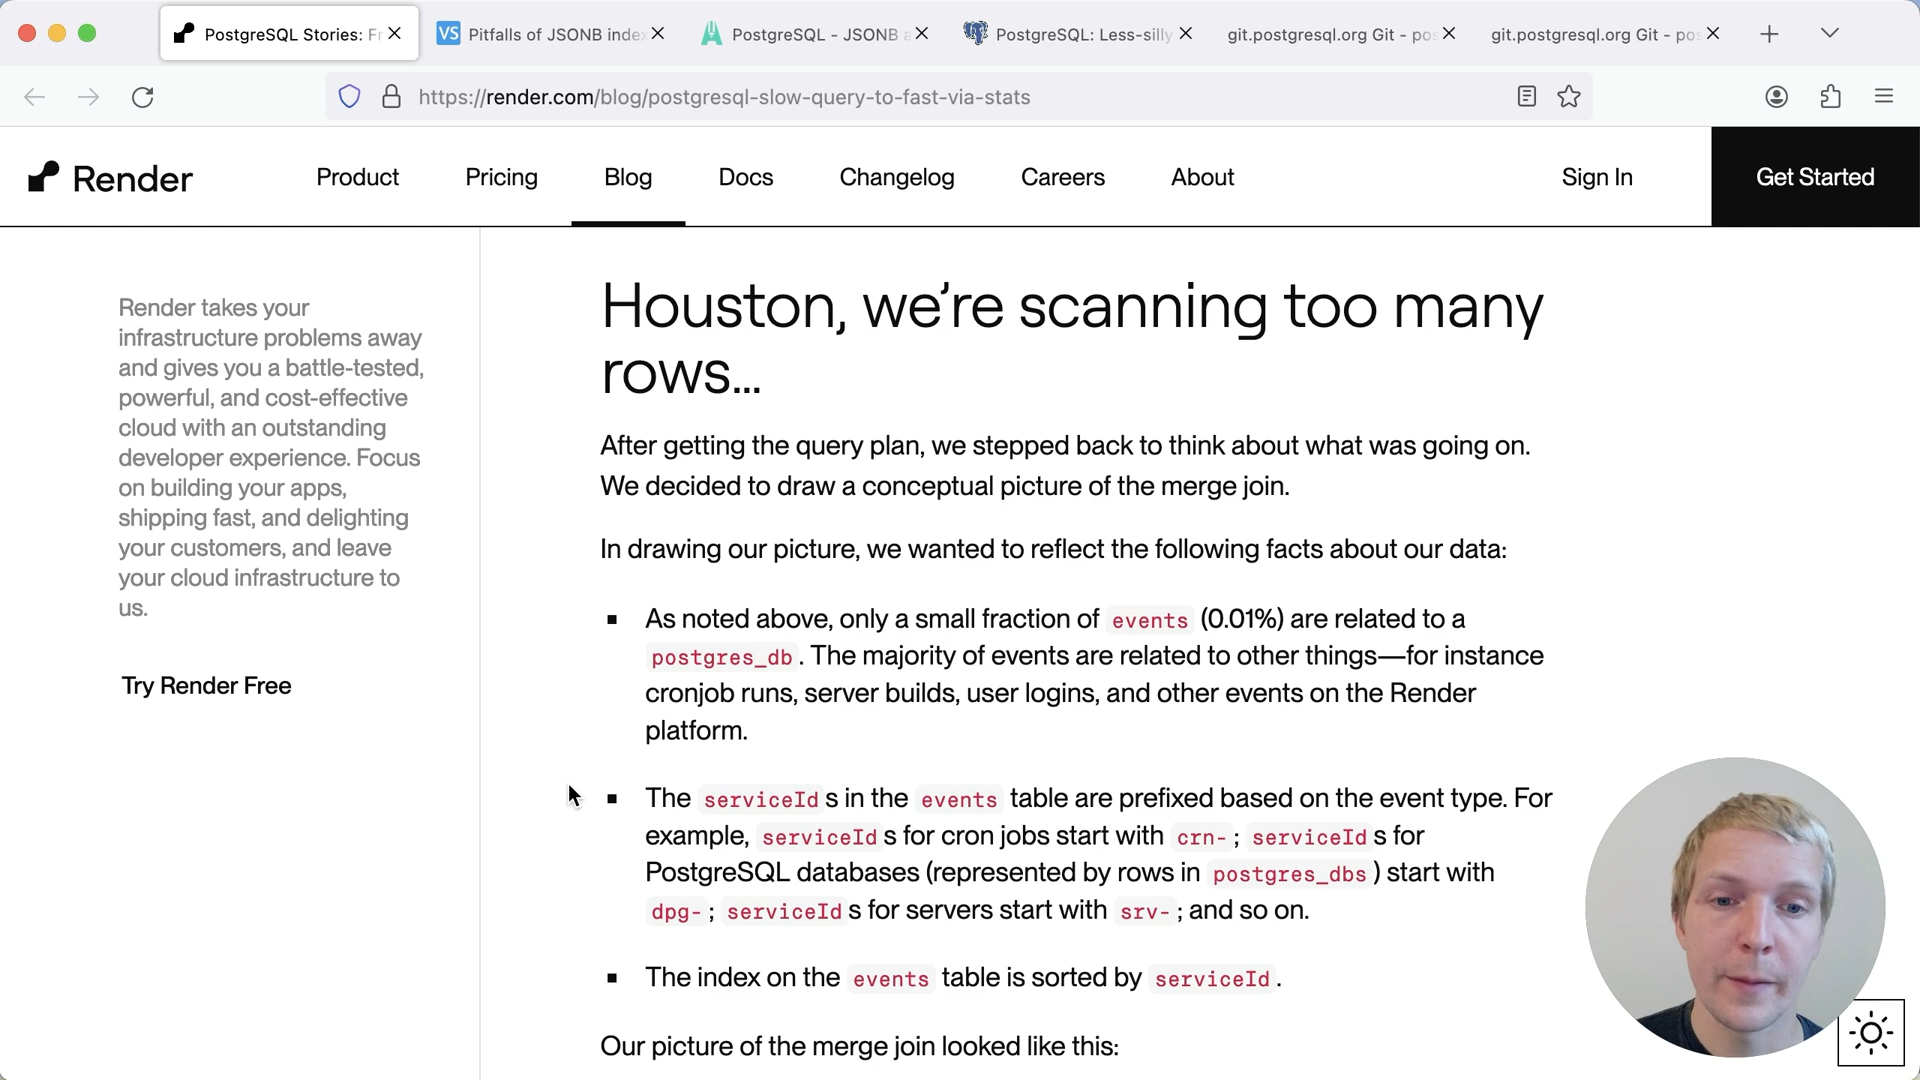 PostgreSQL Stories: Fr
Pitfalls of JSONB inde
PostgreSQL - JSONB a
PostgreSQL: Less-silly
git.postgresql.org Git - pos
git.postgresql.org Git - pos
https://render.com/blog/postgresql-slow-query-to-fast-via-stats
Render
Product
Pricing
Blog
Docs
Changelog
Careers
About
Sign In
Get Started
Render takes your
infrastructure problems away
and gives you a battle-tested,
powerful, and cost-effective
cloud with an outstanding
developer experience. Focus
on building your apps,
shipping fast, and delighting
your customers, and leave
your cloud infrastructure to
us.
Try Render Free
Houston, we’re scanning too many
rows...
After getting the query plan, we stepped back to think about what was going on.
We decided to draw a conceptual picture of the merge join.
In drawing our picture, we wanted to reflect the following facts about our data:
▪ As noted above, only a small fraction of events (0.01%) are related to a
postgres_db. The majority of events are related to other things—for instance
cronjob runs, server builds, user logins, and other events on the Render
platform.
▪ The serviceIds in the events table are prefixed based on the event type. For
example, serviceIds for cron jobs start with crn-; serviceIds for
PostgreSQL databases (represented by rows in postgres_dbs) start with
dpg-; serviceIds for servers start with srv-; and so on.
▪ The index on the events table is sorted by serviceId.
Our picture of the merge join looked like this: